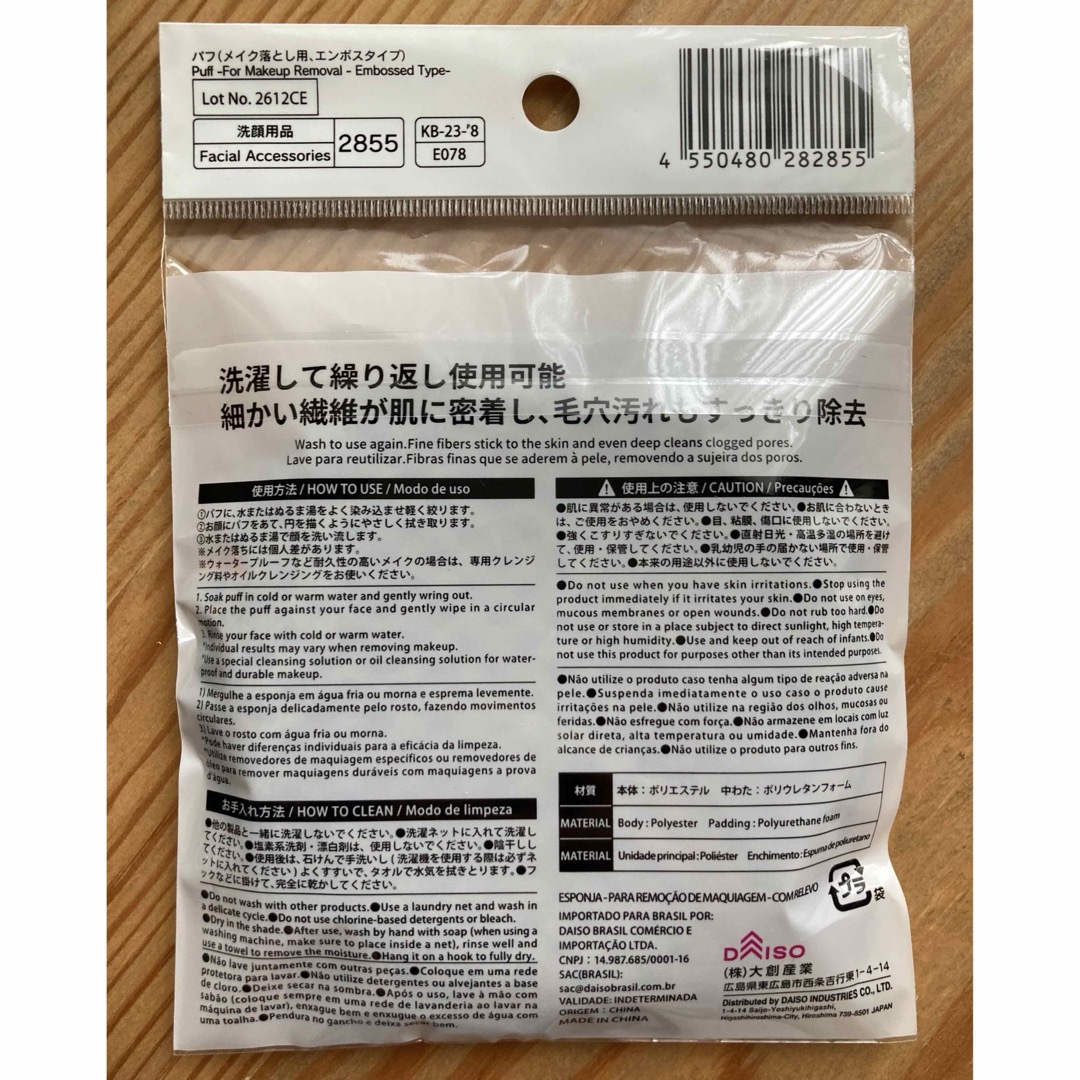 パフ(メイク落とし用、エンボスタイプ)
Puff -For Makeup Removal - Embossed Type-
Lot No. 2612CE
洗顔用品
Facial Accessories
2855
KB-23-'8
E078
4 550480 282855
洗濯して繰り返し使用可能
細かい繊維が肌に密着し、毛穴汚れもすっきり除去
Wash to use again.Fine fibers stick to the skin and even deep cleans clogged pores.
Lave para reutilizar.Fibras finas que se aderem à pele, removendo a sujeira dos poros.
使用方法 / HOW TO USE / Modo de uso
①パフに、水またはぬるま湯をよく染み込ませ軽く絞ります。
②お顔にパフをあて、円を描くようにやさしく拭き取ります。
③水またはぬるま湯で顔を洗い流します。
※メイク落ちには個人差があります。
※ウォータープルーフなど耐久性の高いメイクの場合は、専用クレンジ
ング料やオイルクレンジングをお使いください。
1. Soak puff in cold or warm water and gently wring out.
2. Place the puff against your face and gently wipe in a circular
motion.
3. Rinse your face with cold or warm water.
*Individual results may vary when removing makeup.
*Use a special cleansing solution or oil cleansing solution for water-
proof and durable makeup.
1) Mergulhe a esponja em água fria ou morna e esprema levemente.
2) Passe a esponja delicadamente pelo rosto, fazendo movimentos
circulares.
3) Lave o rosto com água fria ou morna.
*Pode haver diferenças individuais para a eficácia da limpeza.
*Utilize removedores de maquiagem específicos ou removedores de
óleo para remover maquiagens duráveis com maquiagens a prova
d'água.
お手入れ方法 / HOW TO CLEAN / Modo de limpeza
●他の製品と一緒に洗濯しないでください。●洗濯ネットに入れて洗濯し
てください。●塩素系洗剤・漂白剤は、使用しないでください。●陰干しし
てください。●使用後は、石けんで手洗いし(洗濯機を使用する際は必ずネ
ットに入れてください)よくすすいで、タオルで水気を拭きとります。●フ
ックなどに掛けて、完全に乾かしてください。
●Do not wash with other products.●Use a laundry net and wash in
a delicate cycle.●Do not use chlorine-based detergents or bleach.
●Dry in the shade.●After use, wash by hand with soap (when using a
washing machine, make sure to place inside a net), rinse well and
use a towel to remove the moisture.●Hang it on a hook to fully dry.
●Não lave juntamente com outras peças.●Coloque em uma rede
protetora para lavar.●Não utilize detergentes ou alvejantes a base
de cloro.●Deixe secar na sombra.●Após o uso, lave à mão com
sabão (coloque sempre em uma rede de lavanderia ao lavar na
máquina de lavar), enxague bem e enxugue o excesso de água com
uma toalha.●Pendura no gancho e deixa secar bem.
使用上の注意 / CAUTION / Precauções
●肌に異常がある場合は、使用しないでください。●お肌に合わないとき
は、ご使用をおやめください。●目、粘膜、傷口に使用しないでください。
●強くこすりすぎないでください。●直射日光・高温多湿の場所を避け
て、使用・保管してください。●乳幼児の手の届かない場所で使用・保管
してください。●本来の用途以外に使用しないでください。
●Do not use when you have skin irritations.●Stop using the
product immediately if it irritates your skin.●Do not use on eyes,
mucous membranes or open wounds.●Do not rub too hard.●Do
not use or store in a place subject to direct sunlight, high tempera-
ture or high humidity.●Use and keep out of reach of infants.●Do
not use this product for purposes other than its intended purposes.
●Não utilize o produto caso tenha algum tipo de reação adversa na
pele.●Suspenda imediatamente o uso caso o produto cause
irritações na pele.●Não utilize na região dos olhos, mucosas ou
feridas.●Não esfregue com força.●Não armazene em locais com luz
solar direta, alta temperatura ou umidade.●Mantenha fora do
alcance de crianças.●Não utilize o produto para outros fins.
材質 本体:ポリエステル 中わた:ポリウレタンフォーム
MATERIAL Body : Polyester Padding : Polyurethane foam
MATERIAL Unidade principal : Poliéster Enchimento : Espuma de poliuretano
ESPONJA - PARA REMOÇÃO DE MAQUIAGEM - COM RELEVO
IMPORTADO PARA BRASIL POR:
DAISO BRASIL COMÉRCIO E
IMPORTAÇÃO LTDA.
CNPJ : 14.987.685/0001-16
SAC(BRASIL):
sac@daisobrasil.com.br
VALIDADE: INDETERMINADA
ORIGEM : CHINA
MADE IN CHINA
プラ
袋
DAISO
(株)大創産業
広島県東広島市西条吉行東1-4-14
Distributed by DAISO INDUSTRIES CO., LTD.
1-4-14 Saijo-Yoshiyukihigashi,
Higashihiroshima-City, Hiroshima 739-8501 JAPAN